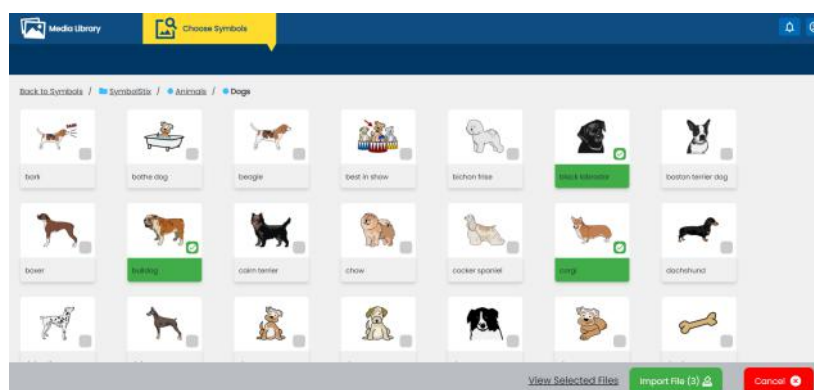 Media Library
Choose Symbols
Back to Symbols / SymbolStix / Animals / Dogs
bark
bathe dog
beagle
best in show
bichon frise
black labrador
boston terrier dog
boxer
bulldog
cairn terrier
chow
cocker spaniel
corgi
dachshund
View Selected Files
Import File (3)
Cancel